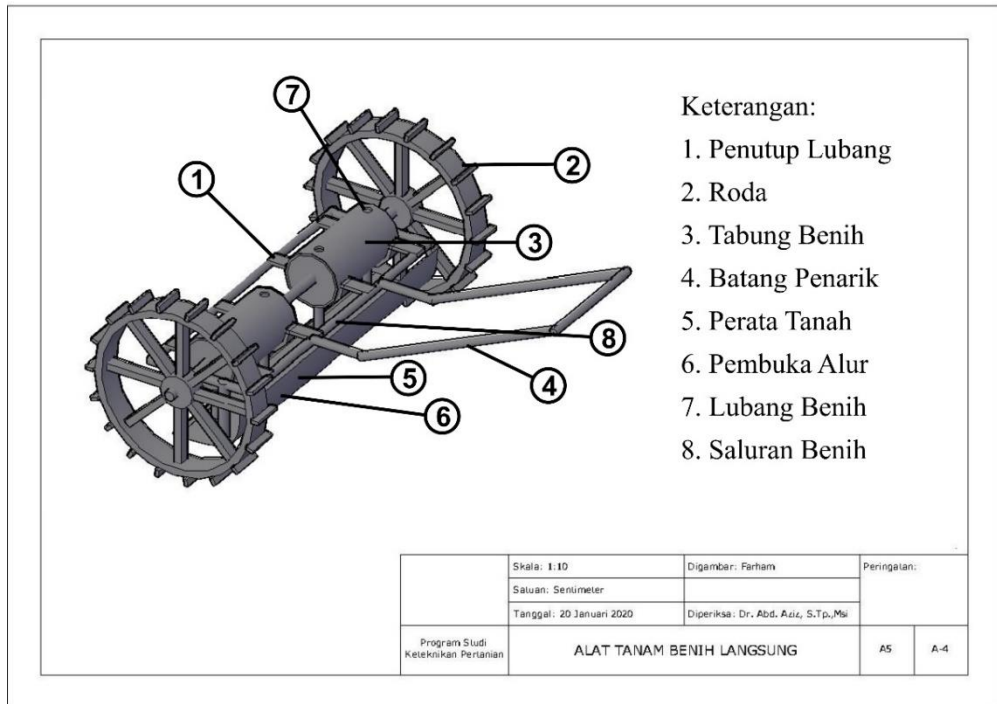 7
2
1
3
8
5
4
6
Keterangan:
1. Penutup Lubang
2. Roda
3. Tabung Benih
4. Batang Penarik
5. Perata Tanah
6. Pembuka Alur
7. Lubang Benih
8. Saluran Benih
Skala: 1:10
Digambar: Farham
Peringatan:
Satuan: Sentimeter
Tanggal: 20 Januari 2020
Diperiksa: Dr. Abd. Aziz, S.Tp.,Msi
Program Studi
Keteknikan Pertanian
ALAT TANAM BENIH LANGSUNG
A5
A-4